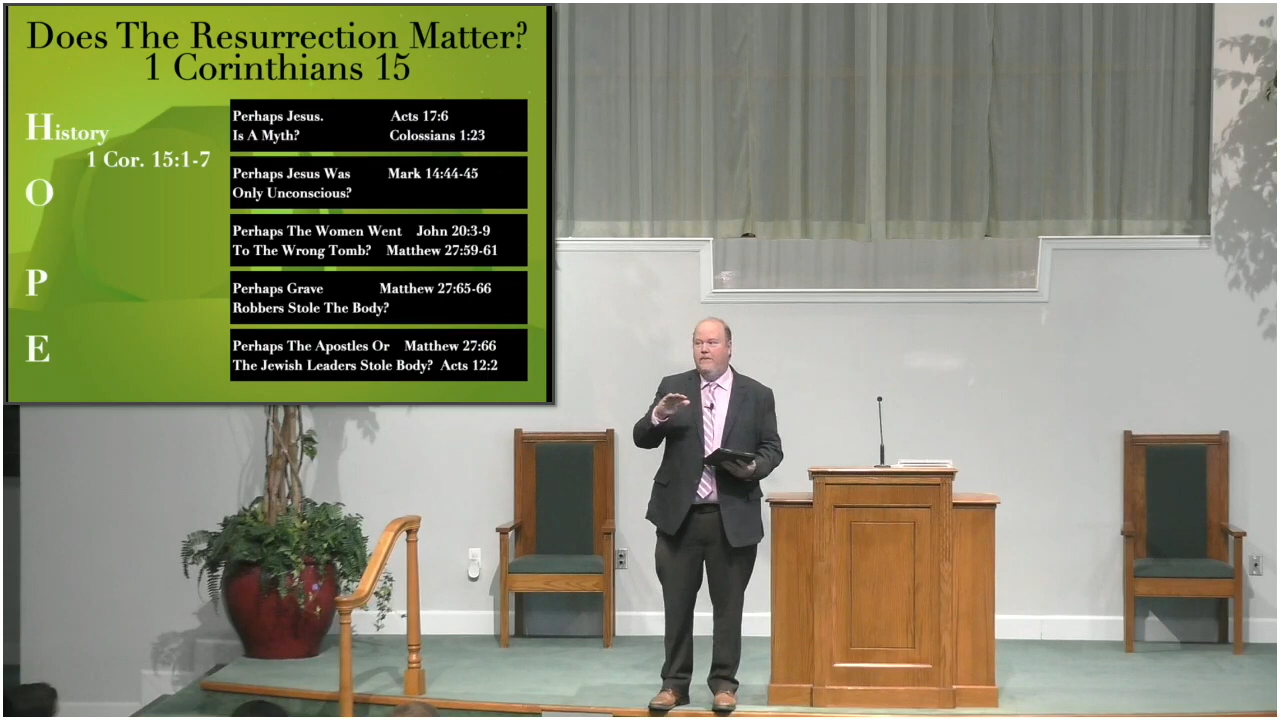 Does The Resurrection Matter?
1 Corinthians 15
History
1 Cor. 15:1-7
O
P
E
Perhaps Jesus. Acts 17:6
Is A Myth? Colossians 1:23
Perhaps Jesus Was Mark 14:44-45
Only Unconscious?
Perhaps The Women Went John 20:3-9
To The Wrong Tomb? Matthew 27:59-61
Perhaps Grave Matthew 27:65-66
Robbers Stole The Body?
Perhaps The Apostles Or Matthew 27:66
The Jewish Leaders Stole Body? Acts 12:2